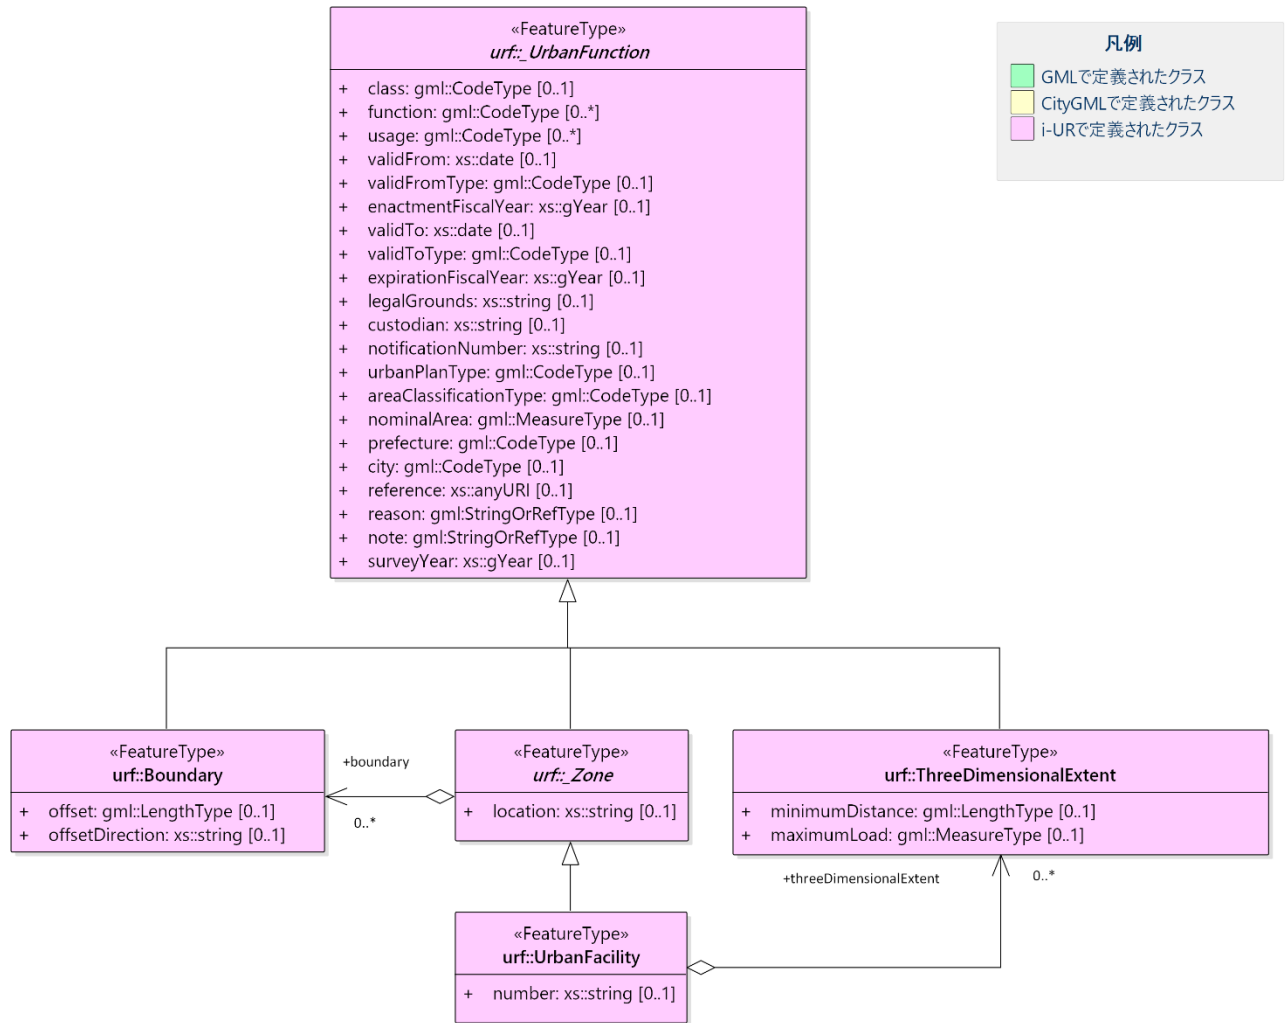 «FeatureType»
urf::_UrbanFunction
+ class: gml::CodeType [0..1]
+ function: gml::CodeType [0..*]
+ usage: gml::CodeType [0..*]
+ validFrom: xs::date [0..1]
+ validFromType: gml::CodeType [0..1]
+ enactmentFiscalYear: xs::gYear [0..1]
+ validTo: xs::date [0..1]
+ validToType: gml::CodeType [0..1]
+ expirationFiscalYear: xs::gYear [0..1]
+ legalGrounds: xs::string [0..1]
+ custodian: xs::string [0..1]
+ notificationNumber: xs::string [0..1]
+ urbanPlanType: gml::CodeType [0..1]
+ areaClassificationType: gml::CodeType [0..1]
+ nominalArea: gml::MeasureType [0..1]
+ prefecture: gml::CodeType [0..1]
+ city: gml::CodeType [0..1]
+ reference: xs::anyURI [0..1]
+ reason: gml:StringOrRefType [0..1]
+ note: gml:StringOrRefType [0..1]
+ surveyYear: xs::gYear [0..1]
凡例
GMLで定義されたクラス
CityGMLで定義されたクラス
i-URで定義されたクラス
«FeatureType»
urf::Boundary
+ offset: gml::LengthType [0..1]
+ offsetDirection: xs::string [0..1]
+boundary
0..*
«FeatureType»
urf::_Zone
+ location: xs::string [0..1]
«FeatureType»
urf::ThreeDimensionalExtent
+ minimumDistance: gml::LengthType [0..1]
+ maximumLoad: gml::MeasureType [0..1]
+threeDimensionalExtent
0..*
«FeatureType»
urf::UrbanFacility
+ number: xs::string [0..1]